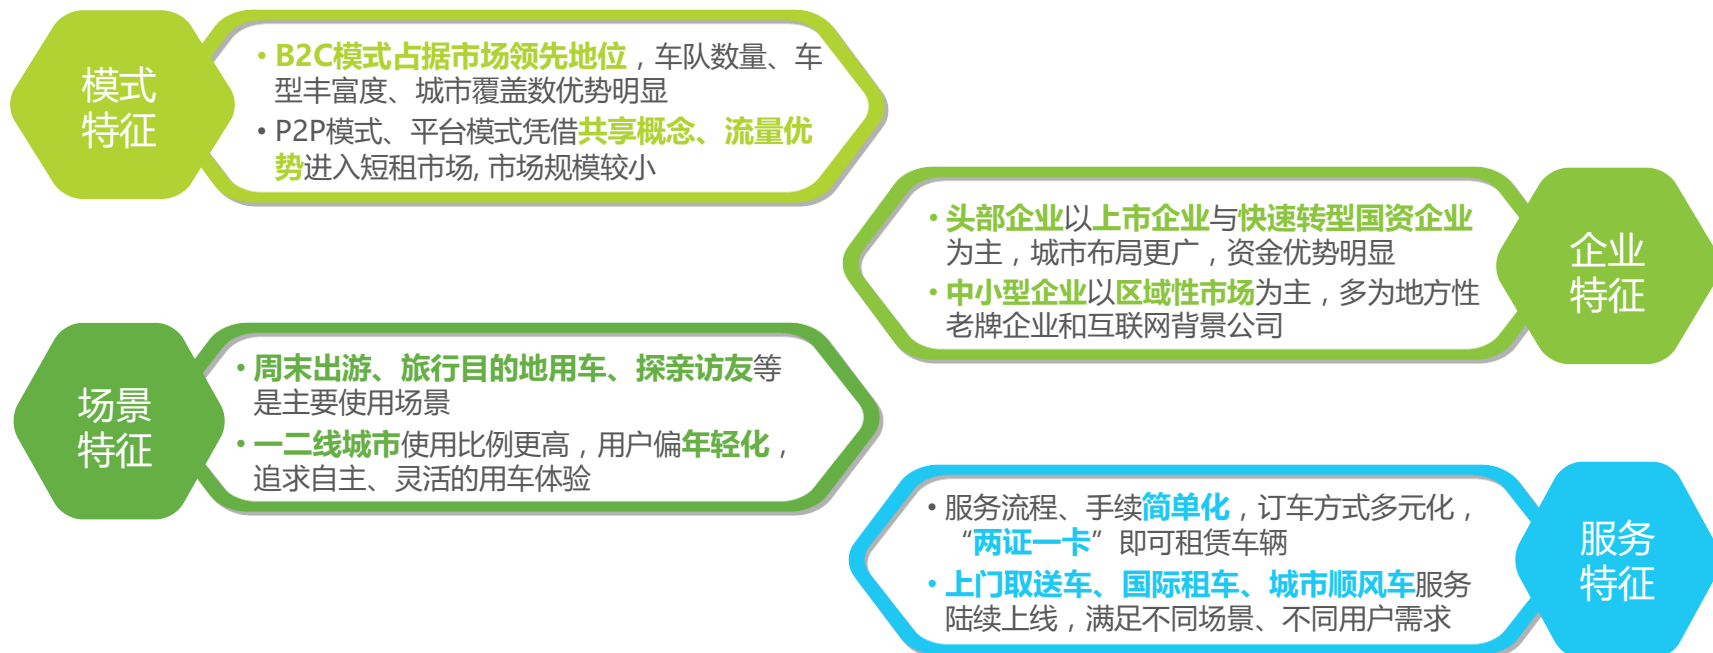 模式
特征
• B2C模式占据市场领先地位，车队数量、车
型丰富度、城市覆盖数优势明显
• P2P模式、平台模式凭借共享概念、流量优
势进入短租市场, 市场规模较小
• 头部企业以上市企业与快速转型国资企业
为主，城市布局更广，资金优势明显
• 中小型企业以区域性市场为主，多为地方性
老牌企业和互联网背景公司
企业
特征
场景
特征
• 周末出游、旅行目的地用车、探亲访友等
是主要使用场景
• 一二线城市使用比例更高，用户偏年轻化，
追求自主、灵活的用车体验
• 服务流程、手续简单化，订车方式多元化，
“两证一卡”即可租赁车辆
• 上门取送车、国际租车、城市顺风车服务
陆续上线，满足不同场景、不同用户需求
服务
特征